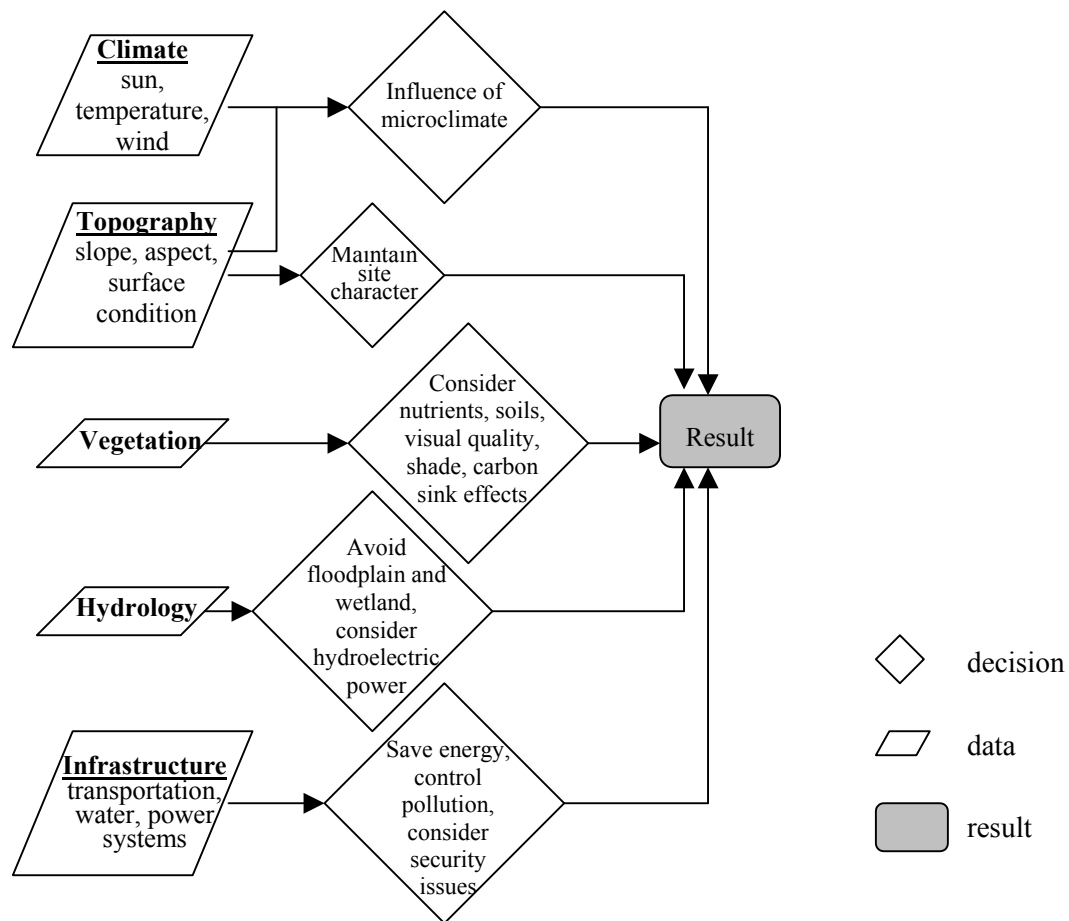 Climate
sun,
temperature,
wind
Influence of
microclimate
Topography
slope, aspect,
surface
condition
Maintain
site
character
Vegetation
Consider
nutrients, soils,
visual quality,
shade, carbon
sink effects
Result
Hydrology
Avoid
floodplain and
wetland,
consider
hydroelectric
power
Infrastructure
transportation,
water, power
systems
Save energy,
control
pollution,
consider
security
issues
decision
data
result